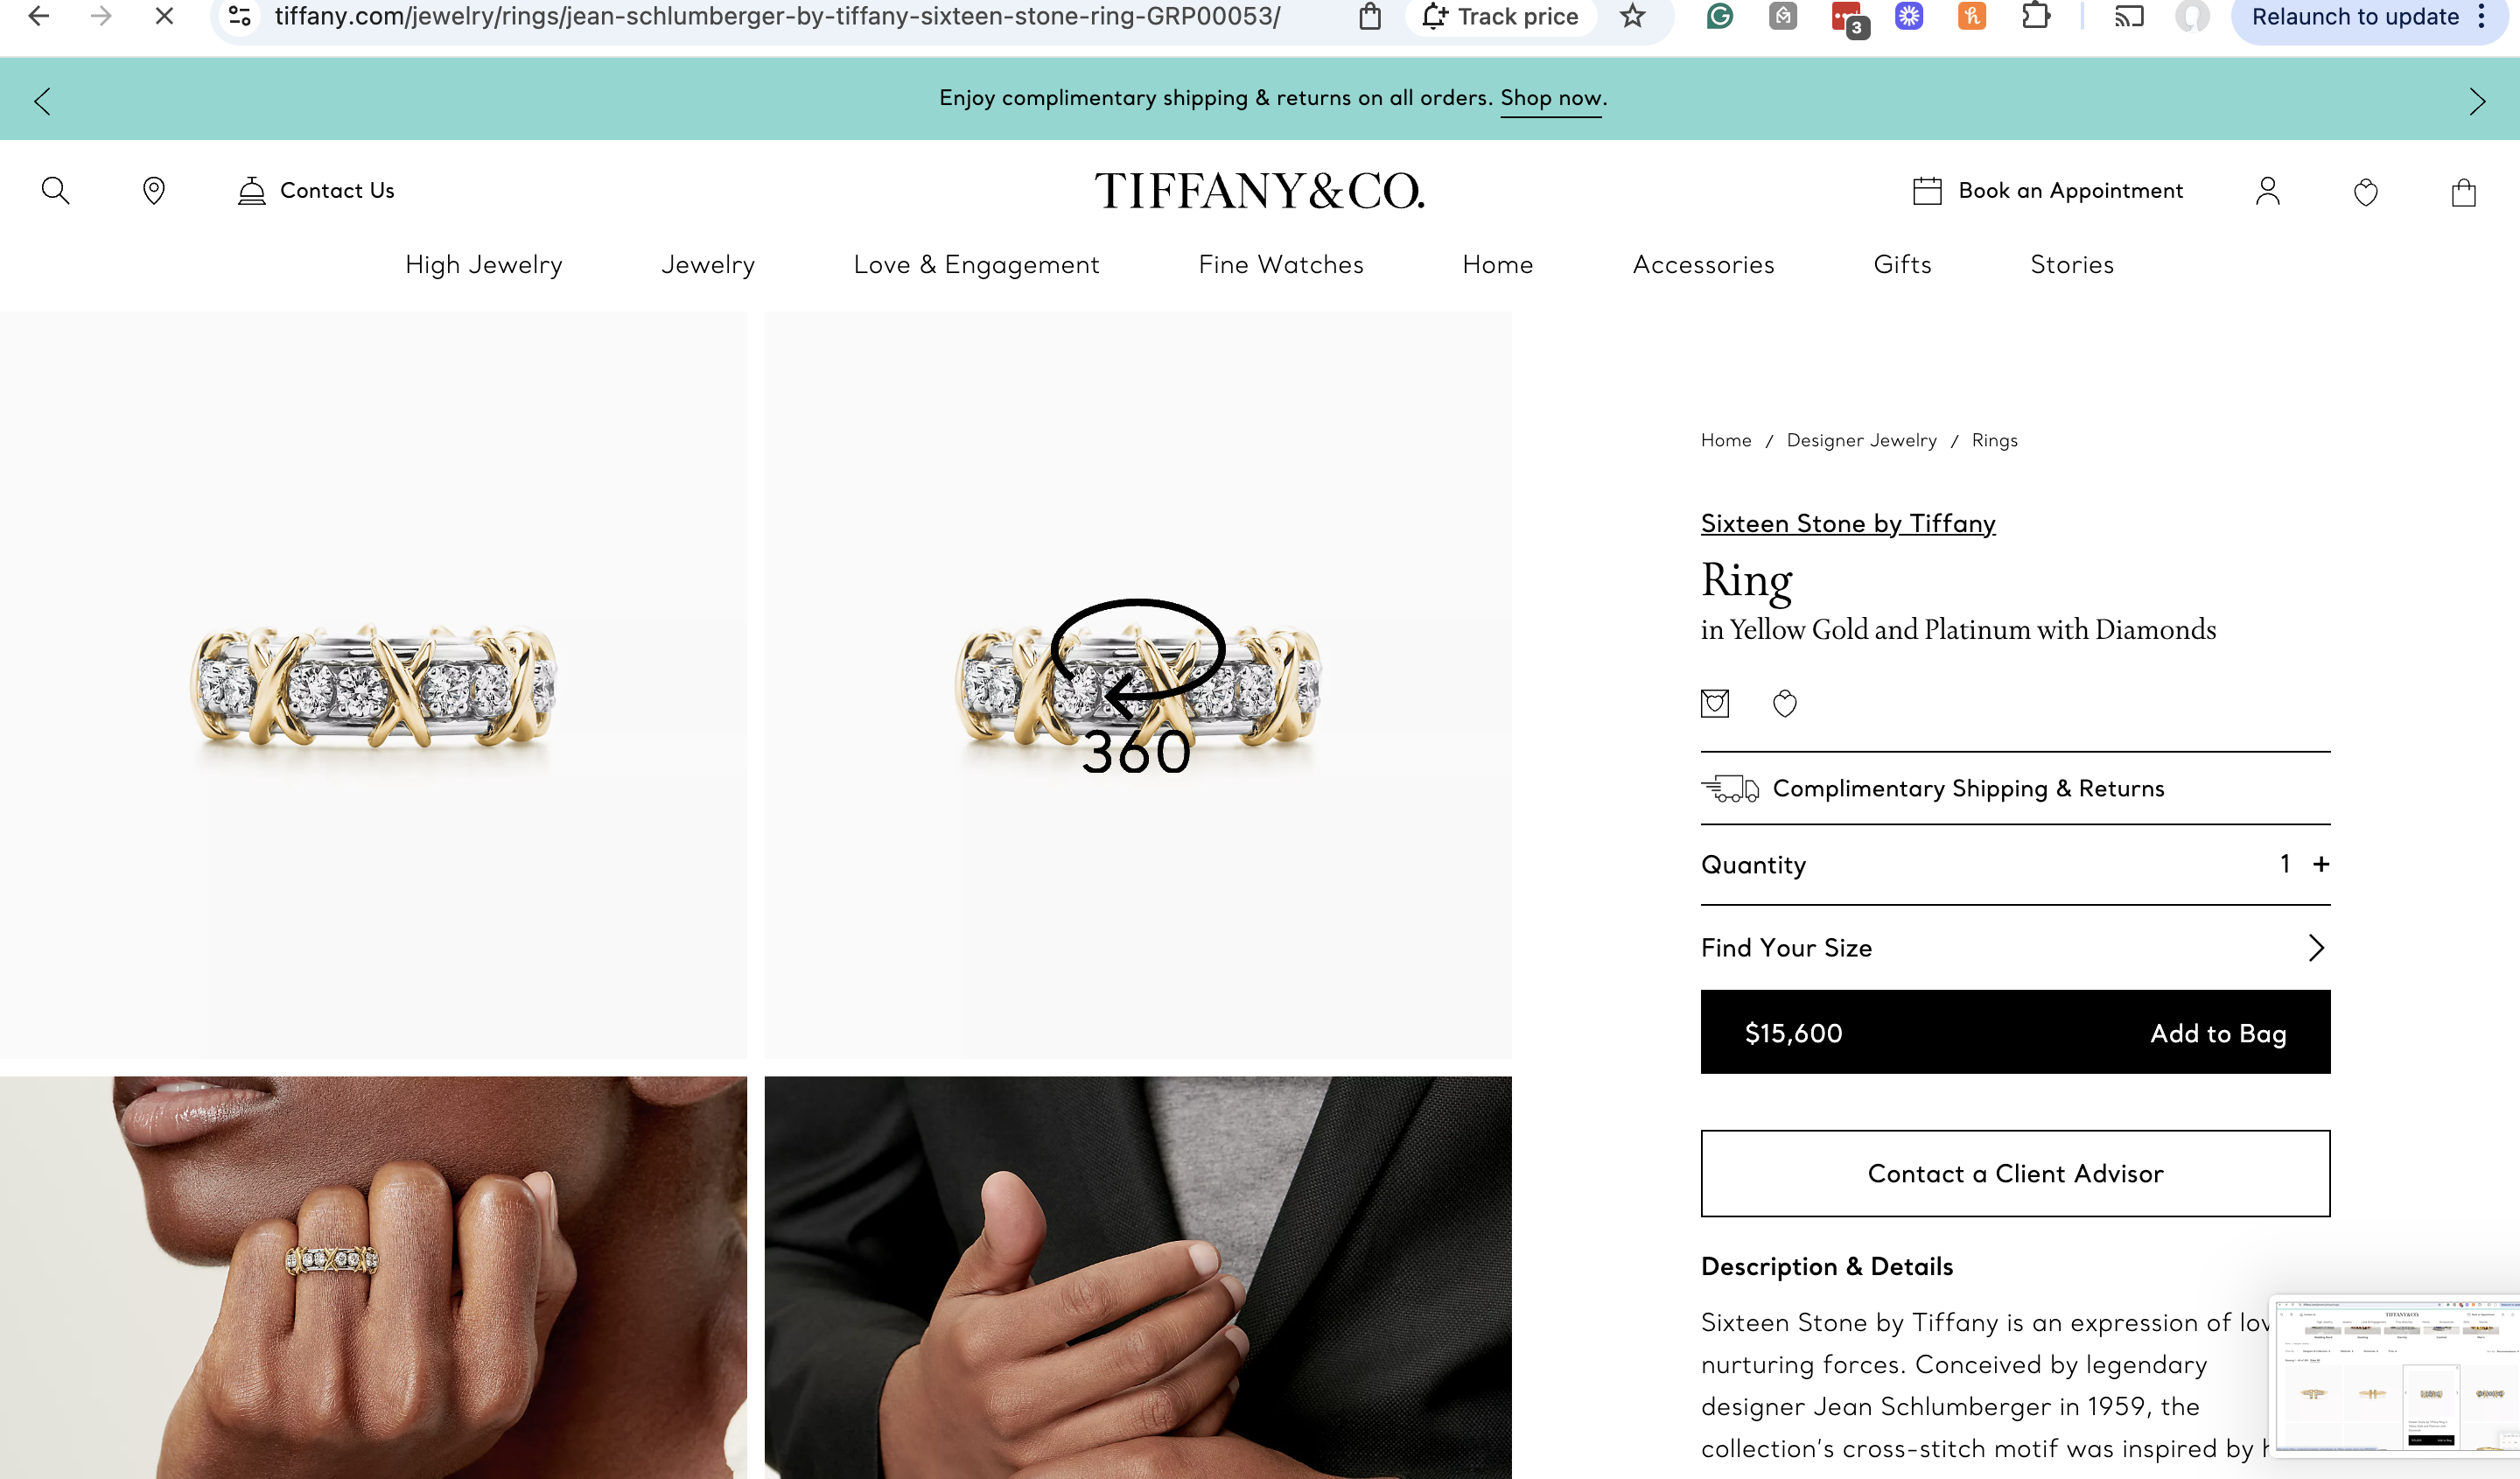 tiffany.com/jewelry/rings/jean-schlumberger-by-tiffany-sixteen-stone-ring-GRP00053/
Track price
3
Relaunch to update
Enjoy complimentary shipping & returns on all orders. Shop now.
Contact Us
TIFFANY&CO.
Book an Appointment
High Jewelry
Jewelry
Love & Engagement
Fine Watches
Home
Accessories
Gifts
Stories
360
Home / Designer Jewelry / Rings
Sixteen Stone by Tiffany
Ring
in Yellow Gold and Platinum with Diamonds
Complimentary Shipping & Returns
Quantity 1 +
Find Your Size
$15,600 Add to Bag
Contact a Client Advisor
Description & Details
Sixteen Stone by Tiffany is an expression of
nurturing forces. Conceived by legendary
designer Jean Schlumberger in 1959, the
collection's cross-stitch motif was inspired by
TIFFANY&CO.